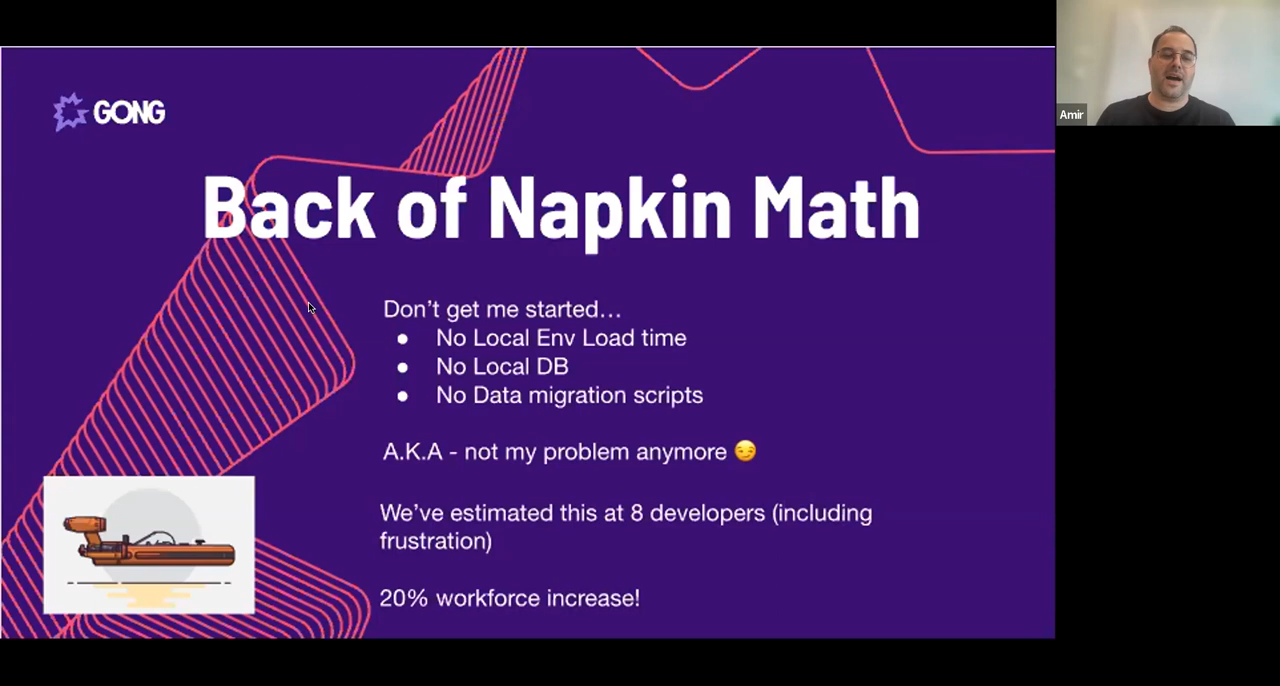 GONG
Back of Napkin Math
Don’t get me started…
● No Local Env Load time
● No Local DB
● No Data migration scripts
A.K.A - not my problem anymore 😏
We’ve estimated this at 8 developers (including
frustration)
20% workforce increase!
Amir